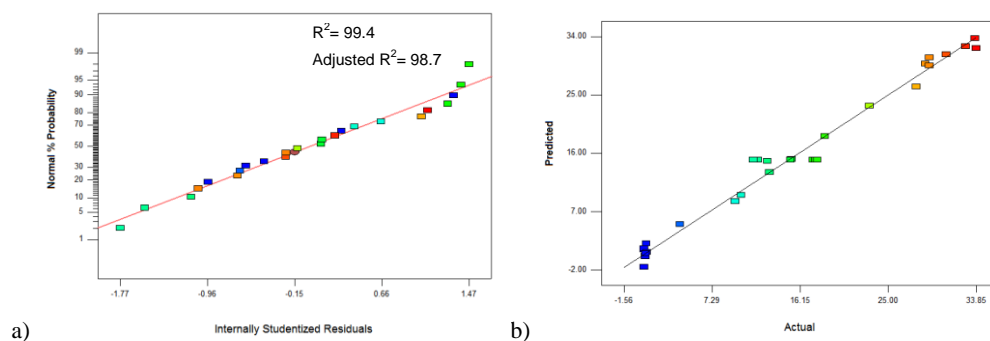 R²= 99.4
Adjusted R²= 98.7
Normal % Probability
99
95
90
80
70
50
30
20
10
5
1
-1.77 -0.96 -0.15 0.66 1.47
Internally Studentized Residuals
a)
Predicted
34.00
25.00
16.00
7.00
-2.00
-1.56 7.29 16.15 25.00 33.85
Actual
b)